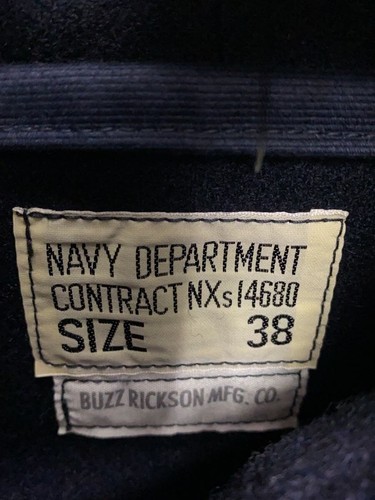 NAVY DEPARTMENT
CONTRACT NXs 14680
SIZE 38
BUZZ RICKSON MFG. CO.